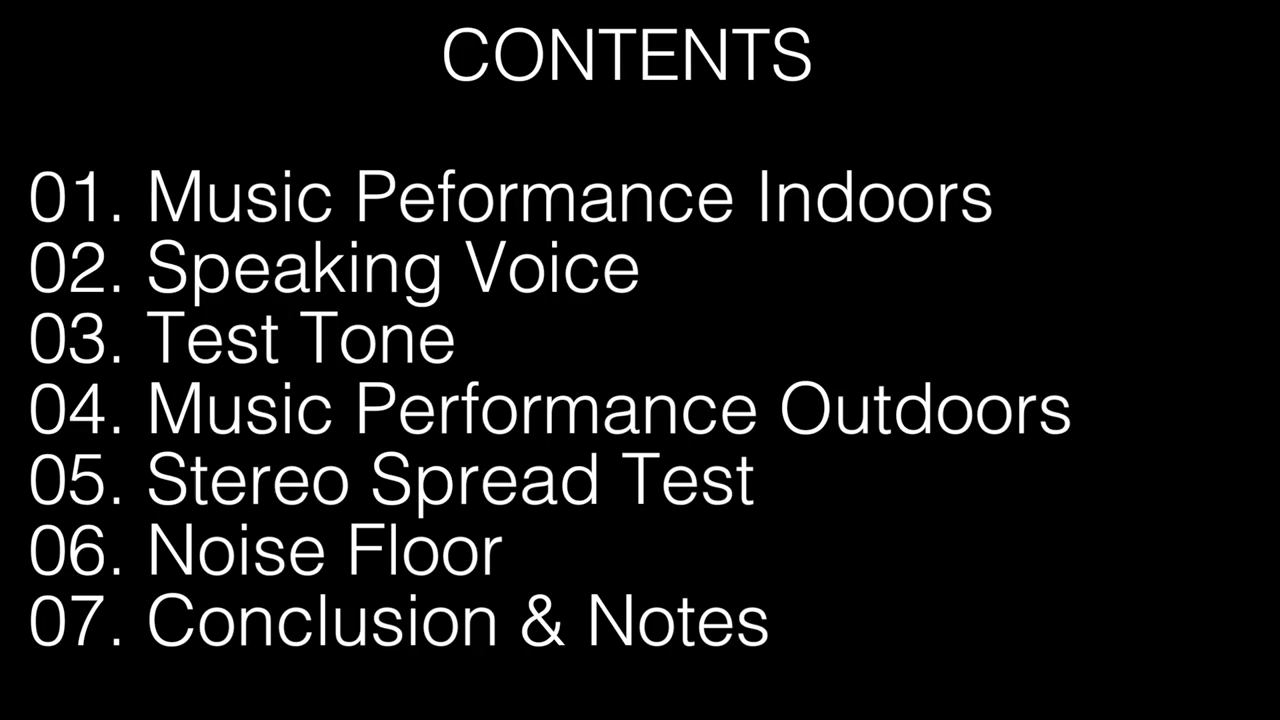 CONTENTS
01. Music Peformance Indoors
02. Speaking Voice
03. Test Tone
04. Music Performance Outdoors
05. Stereo Spread Test
06. Noise Floor
07. Conclusion & Notes